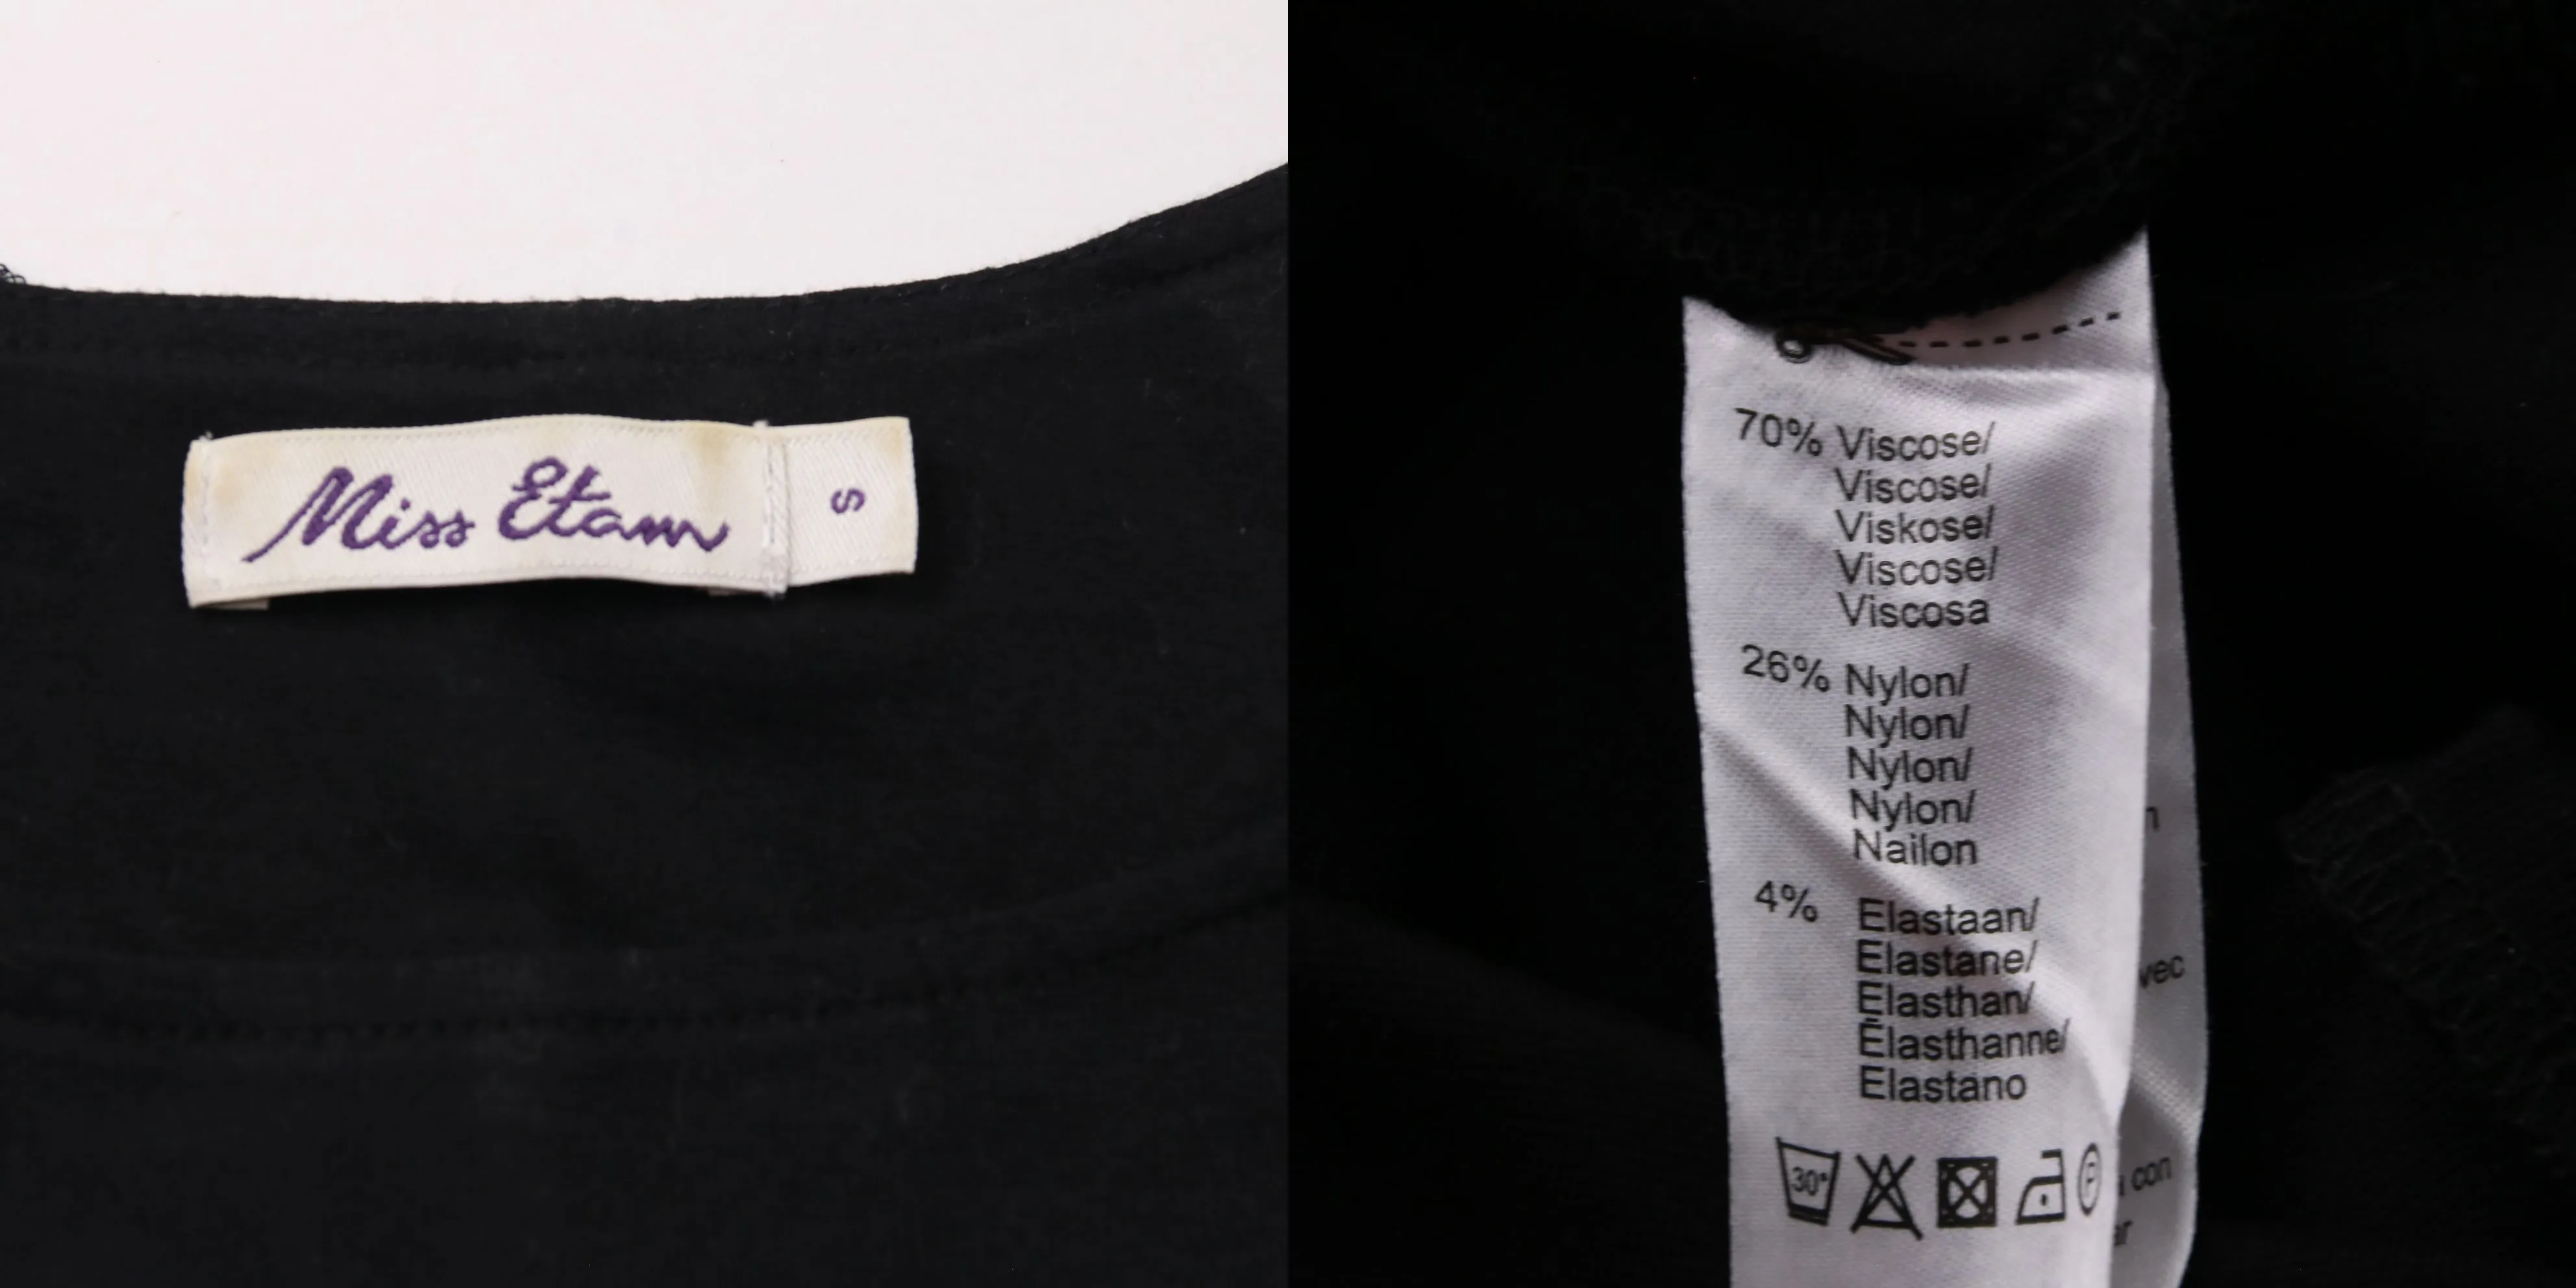 Miss Etam
S
70% Viscose/
Viscose/
Viskose/
Viscose/
Viscosa
26% Nylon/
Nylon/
Nylon/
Nylon/
Nailon
4% Elastaan/
Elastane/
Elasthan/
Élasthanne/
Elastano
30°
P
con